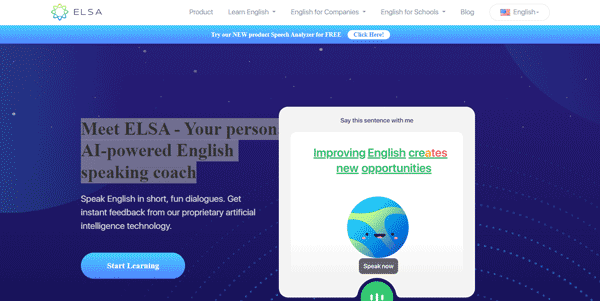 ELSA
Product Learn English English for Companies English for Schools Blog English
Try our NEW product Speech Analyzer for FREE Click Here!
Meet ELSA - Your person
AI-powered English
speaking coach
Speak English in short, fun dialogues. Get
instant feedback from our proprietary artificial
intelligence technology.
Start Learning
Say this sentence with me
Improving English creates
new opportunities
Speak now